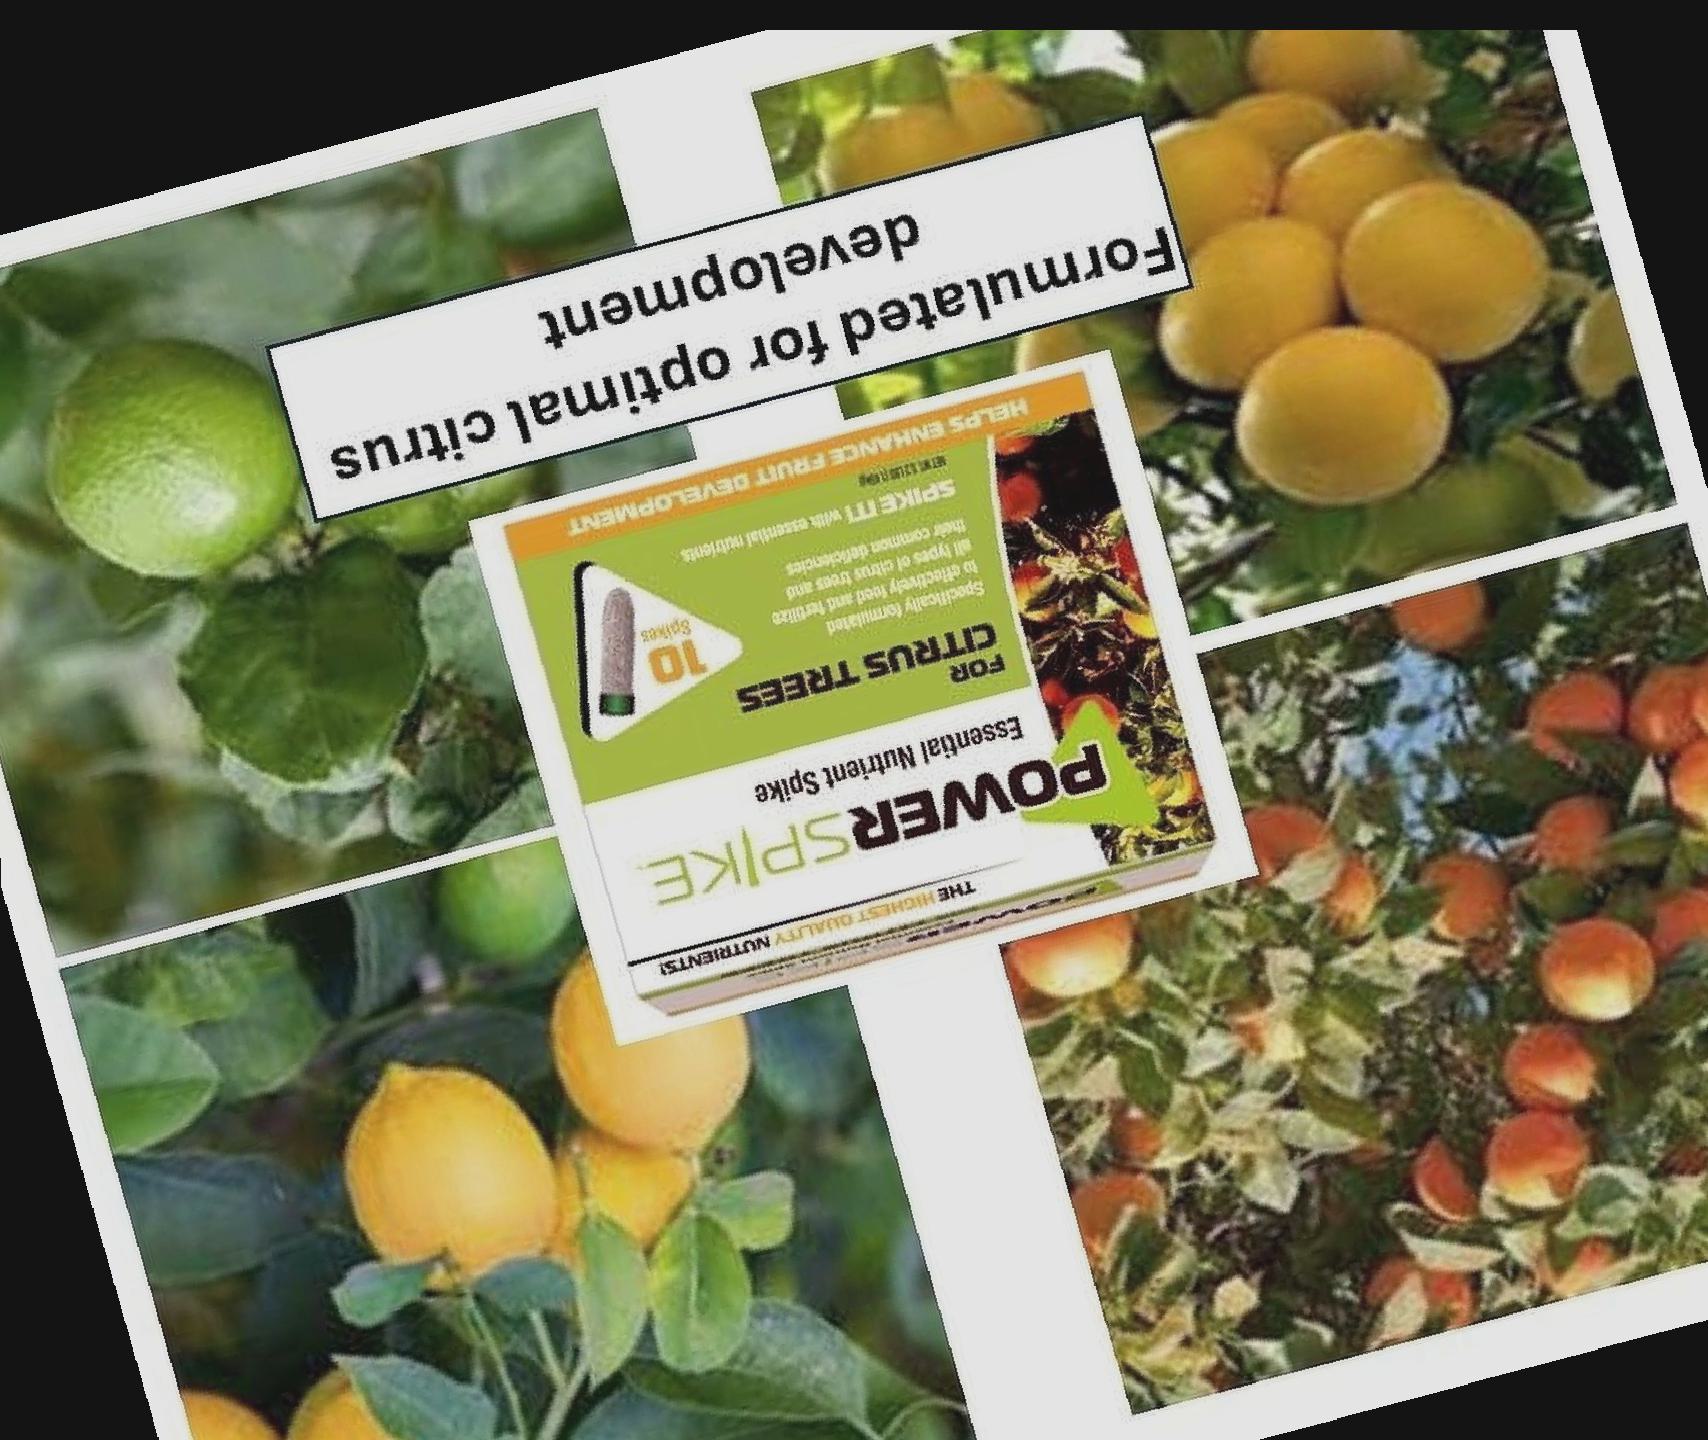 THE HIGHEST QUALITY NUTRIENTS!
POWERSPIKE
Essential Nutrient Spike
FOR
CITRUS TREES
Specifically formulated
to effectively feed and fertilize
all types of citrus trees and
their common deficiencies
SPIKE IT! with essential nutrients
10
Spikes
HELPS ENHANCE FRUIT DEVELOPMENT
Formulated for optimal citrus
development